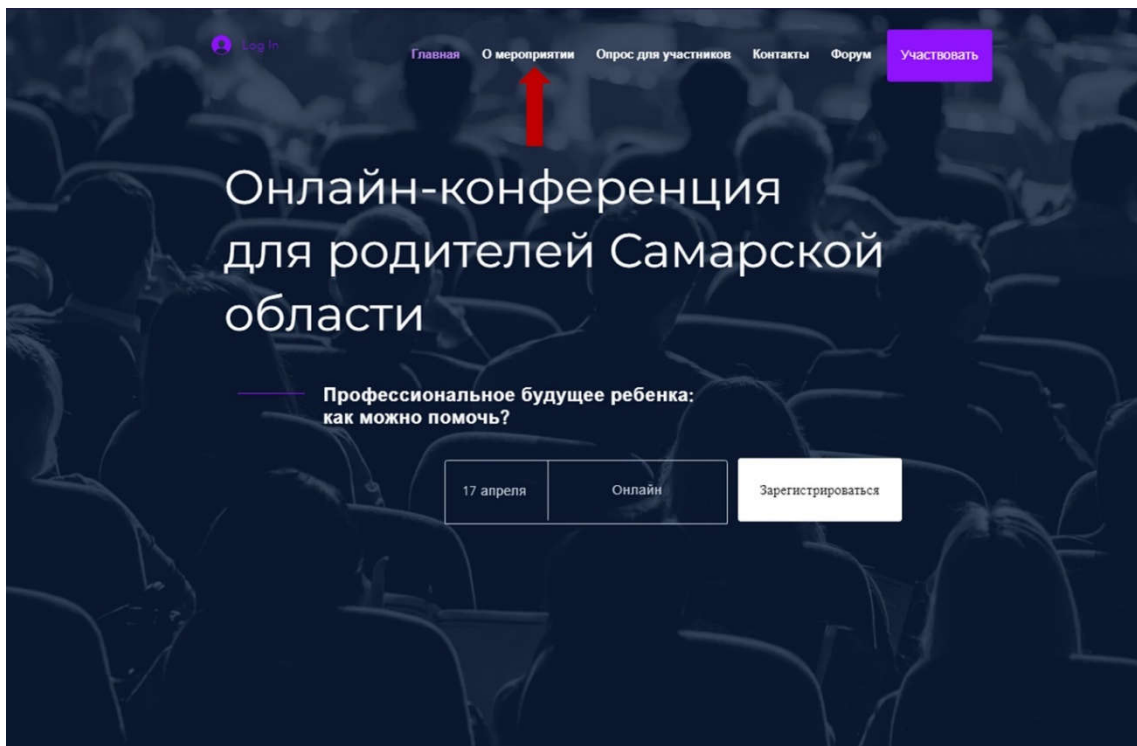 Log In
Главная О мероприятии Опрос для участников Контакты Форум Участвовать
Онлайн-конференция
для родителей Самарской
области
Профессиональное будущее ребенка:
как можно помочь?
17 апреля Онлайн Зарегистрироваться